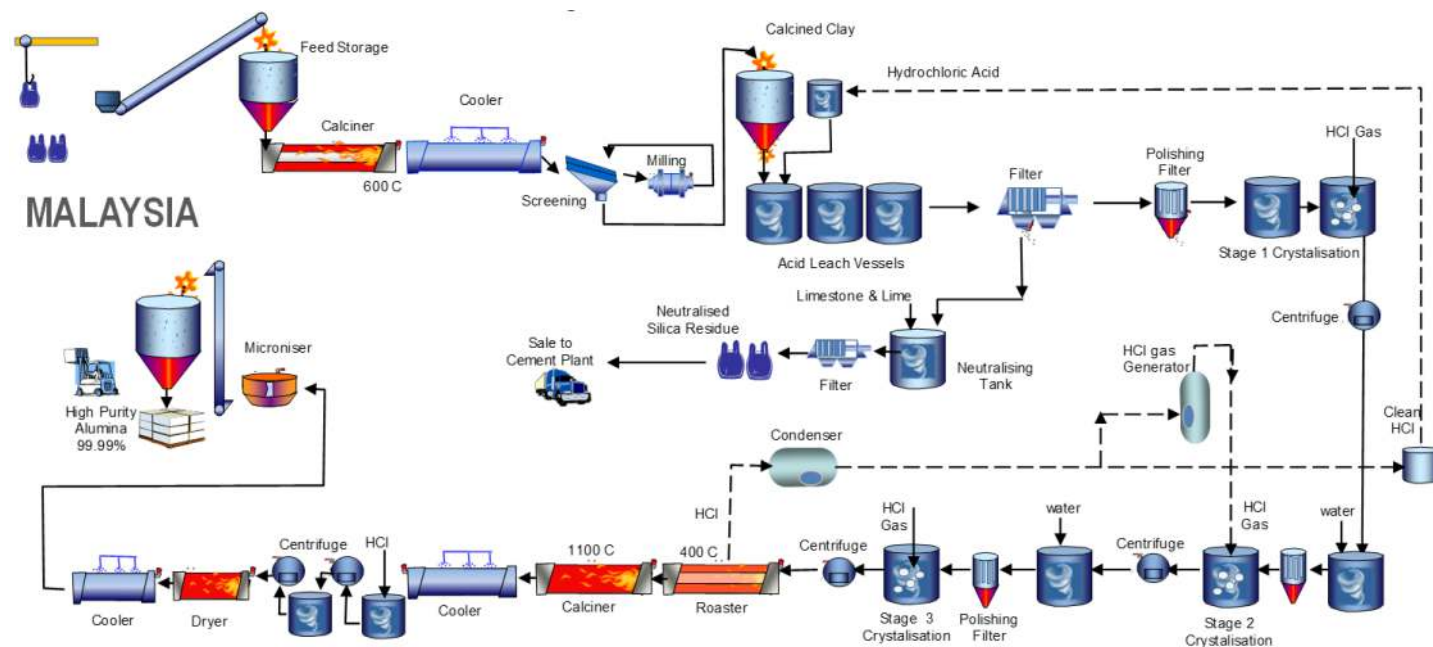 Feed Storage
Calciner
600 C
Cooler
Screening
Milling
Calcined Clay
Hydrochloric Acid
Acid Leach Vessels
Filter
Polishing
Filter
HCl Gas
Stage 1 Crystalisation
MALAYSIA
Centrifuge
Limestone & Lime
Neutralising
Tank
Filter
Neutralised
Silica Residue
Sale to
Cement Plant
HCl gas
Generator
Clean
HCl
Microniser
High Purity
Alumina
99.99%
Condenser
HCl
water
Stage 2
Crystalisation
HCl
Gas
Centrifuge
water
Polishing
Filter
HCl
Gas
Stage 3
Crystalisation
Centrifuge
400 C
Roaster
1100 C
Calciner
Cooler
HCl
Centrifuge
Dryer
Cooler